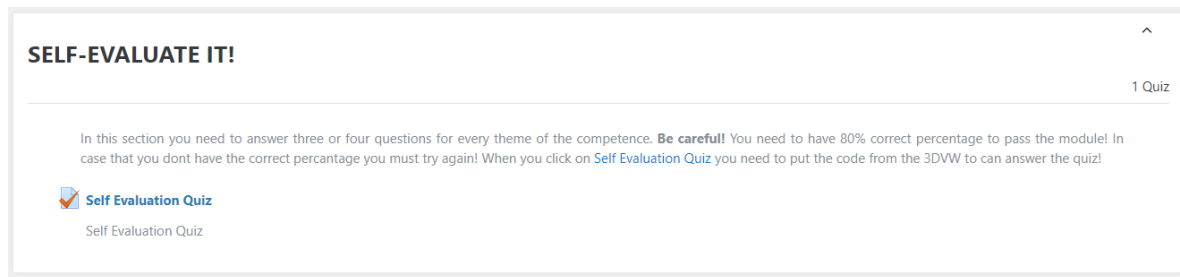 SELF-EVALUATE IT!
1 Quiz
In this section you need to answer three or four questions for every theme of the competence. Be careful! You need to have 80% correct percentage to pass the module! In
case that you dont have the correct percantage you must try again! When you click on Self Evaluation Quiz you need to put the code from the 3DVW to can answer the quiz!
Self Evaluation Quiz
Self Evaluation Quiz